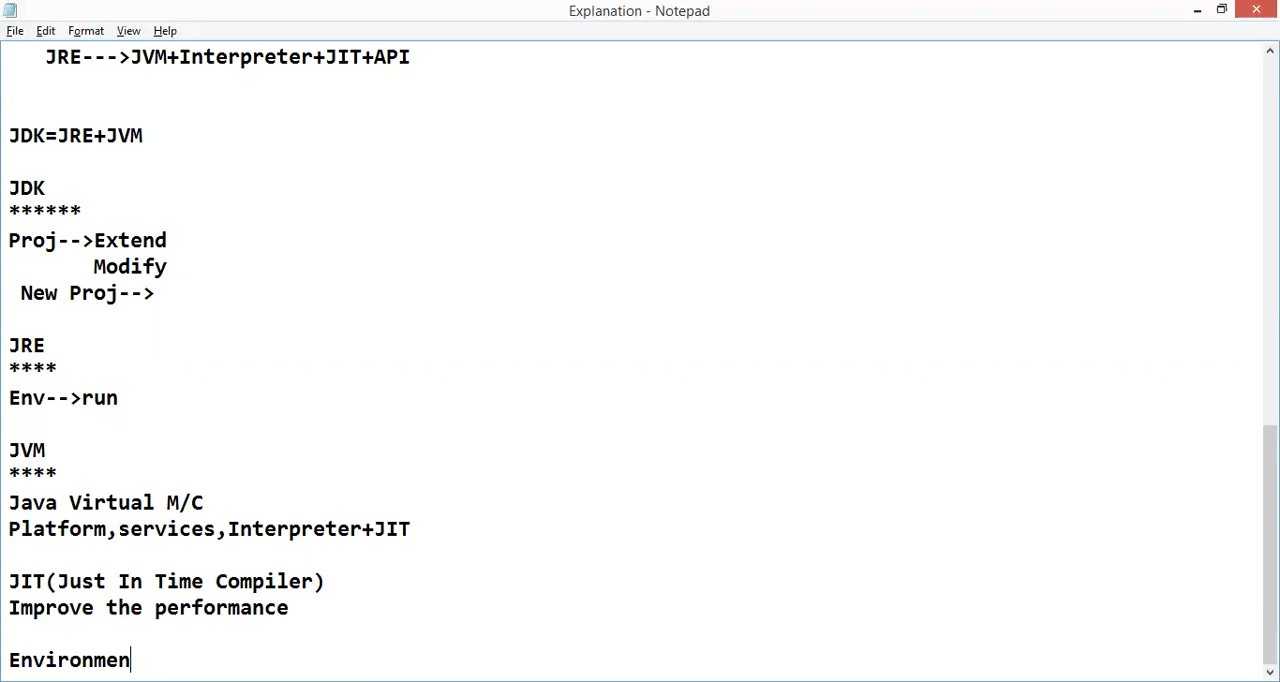 Explanation - Notepad
File Edit Format View Help
JRE--->JVM+Interpreter+JIT+API
JDK=JRE+JVM
JDK
******
Proj-->Extend
Modify
New Proj-->
JRE
****
Env-->run
JVM
****
Java Virtual M/C
Platform,services,Interpreter+JIT
JIT(Just In Time Compiler)
Improve the performance
Environmen